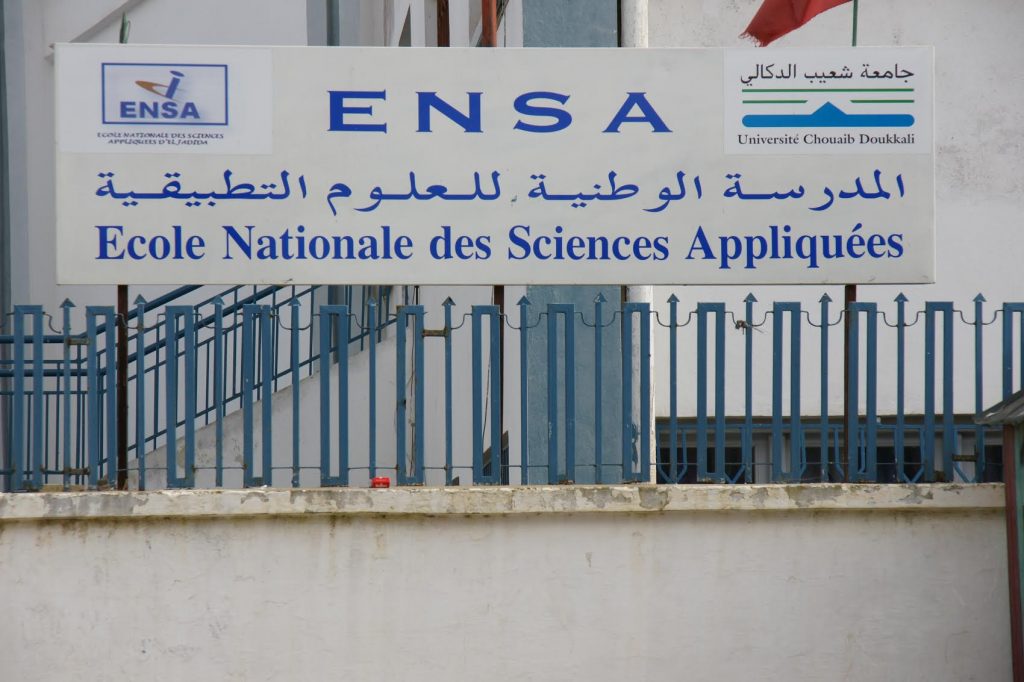 ENSA
ECOLE NATIONALE DES SCIENCES
APPLIQUEES D'EL JADIDA
ENSA
جامعة شعيب الدكالي
Université Chouaib Doukkali
المدرسة الوطنية للعلوم التطبيقية
Ecole Nationale des Sciences Appliquées